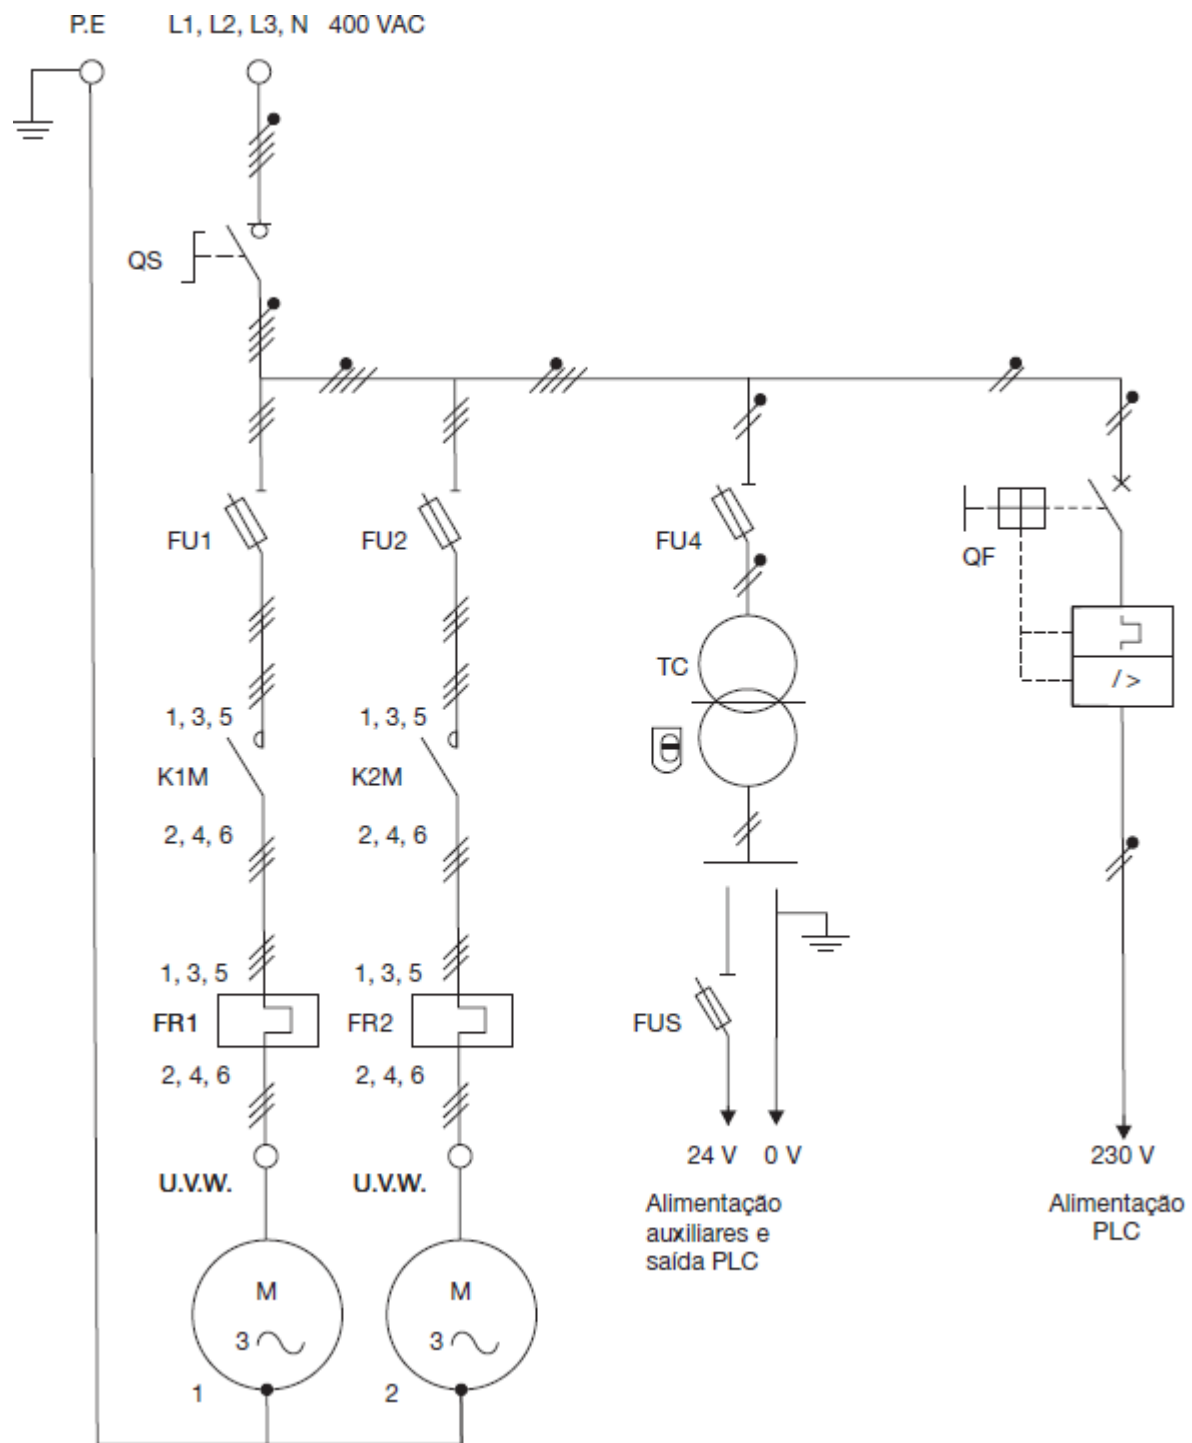 P.E L1, L2, L3, N 400 VAC
QS
FU1 FU2 FU4
QF
TC
/ >
1, 3, 5 1, 3, 5
K1M K2M
2, 4, 6 2, 4, 6
1, 3, 5 1, 3, 5
FR1 FR2 FUS
2, 4, 6 2, 4, 6
24 V 0 V 230 V
U.V.W. U.V.W.
Alimentação
auxiliares e
saída PLC
Alimentação
PLC
M M
3 3
1 2